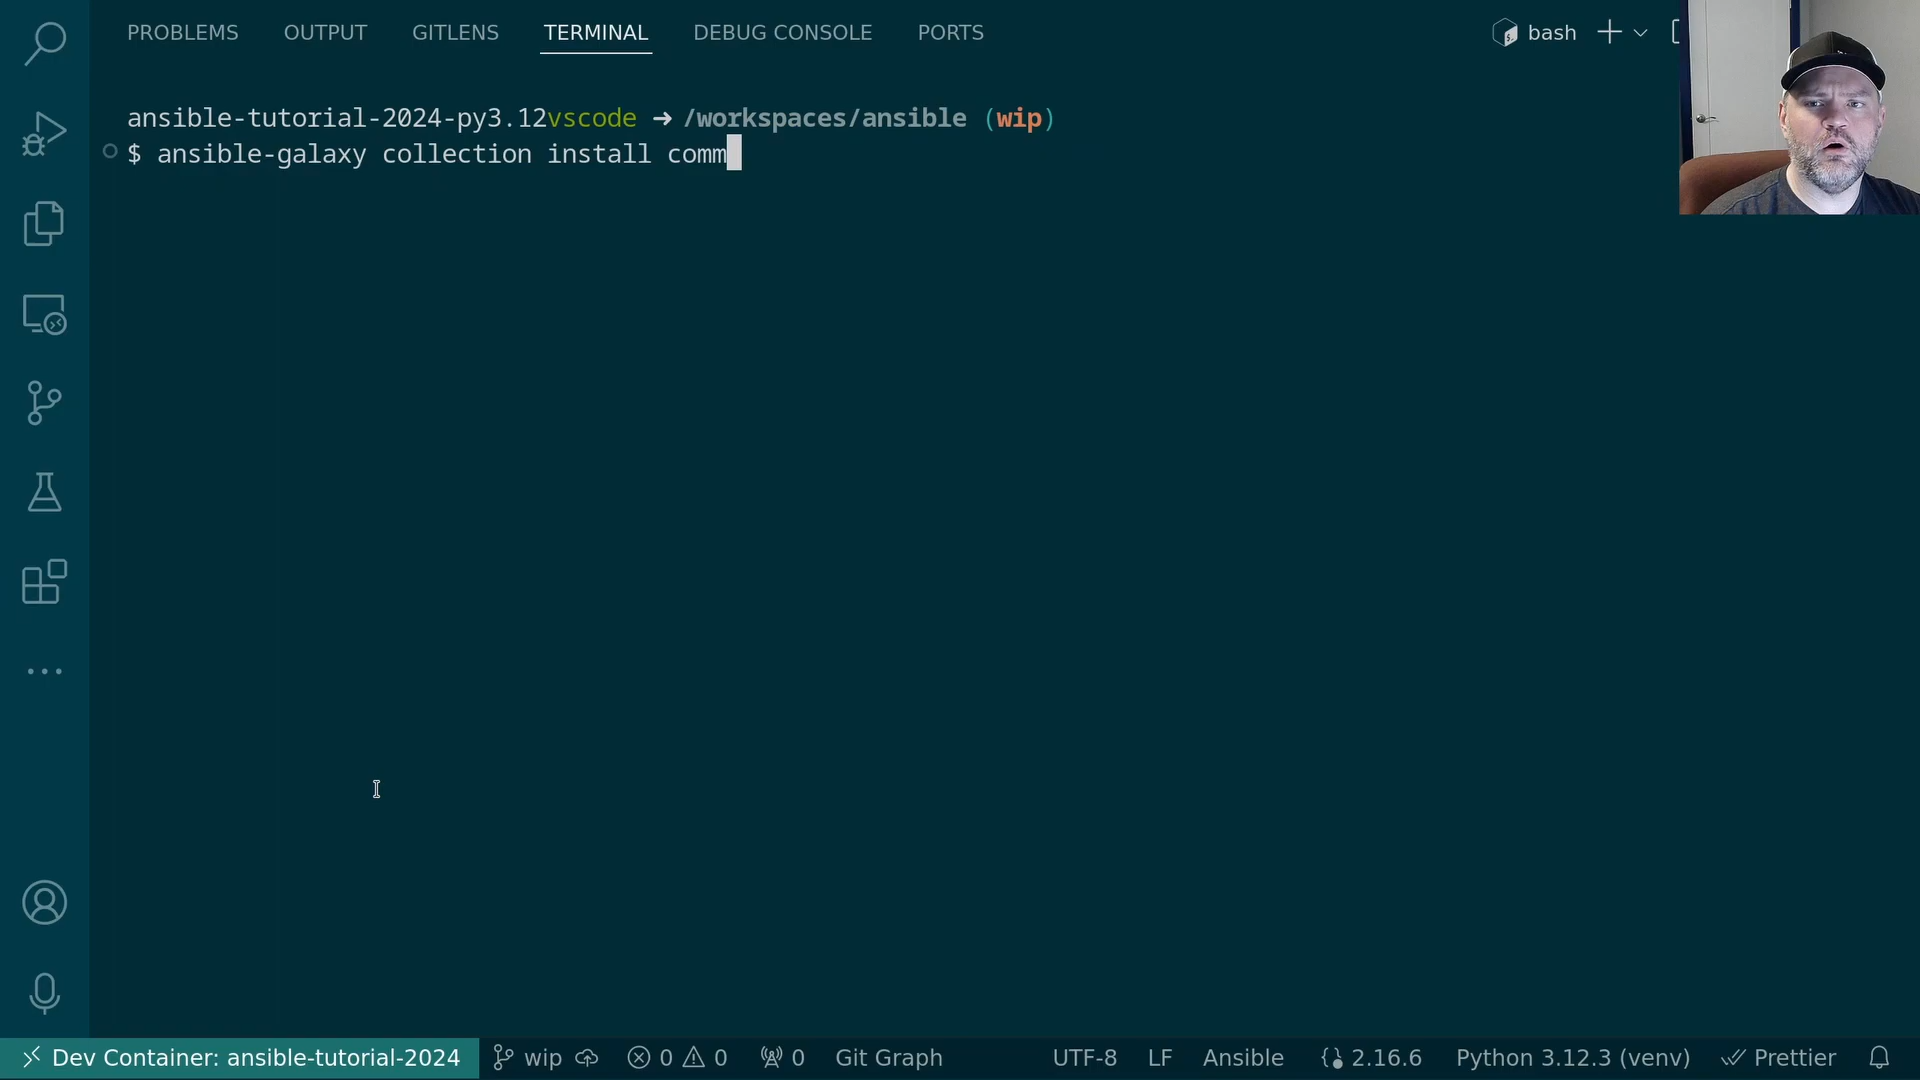 PROBLEMS OUTPUT GITLENS TERMINAL DEBUG CONSOLE PORTS bash
ansible-tutorial-2024-py3.12vscode ➜ /workspaces/ansible (wip)
$ ansible-galaxy collection install comm
Dev Container: ansible-tutorial-2024 wip 0 0 0 Git Graph UTF-8 LF Ansible 2.16.6 Python 3.12.3 (venv) Prettier